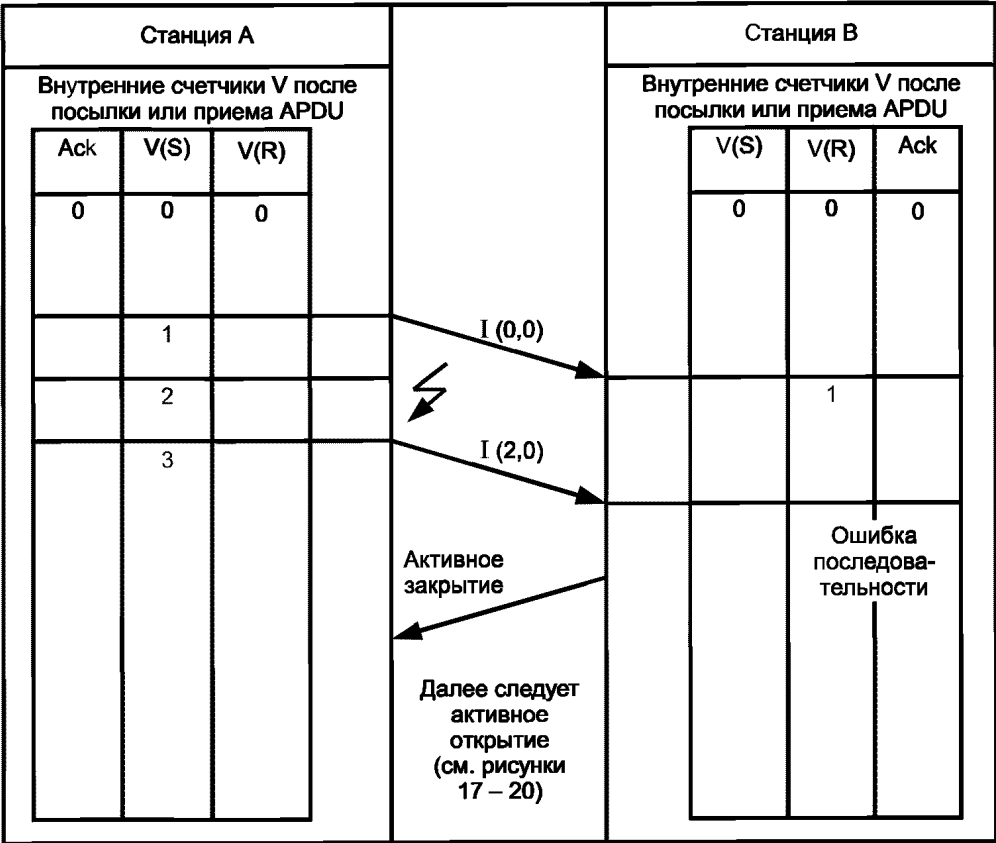 Станция А
Станция В
Внутренние счетчики V после
посылки или приема APDU
Внутренние счетчики V после
посылки или приема APDU
Ack V(S) V(R)
V(S) V(R) Ack
0 0 0
0 0 0
1
I (0,0)
2
1
3
I (2,0)
Ошибка
последова-
тельности
Активное
закрытие
Далее следует
активное
открытие
(см. рисунки
17 – 20)